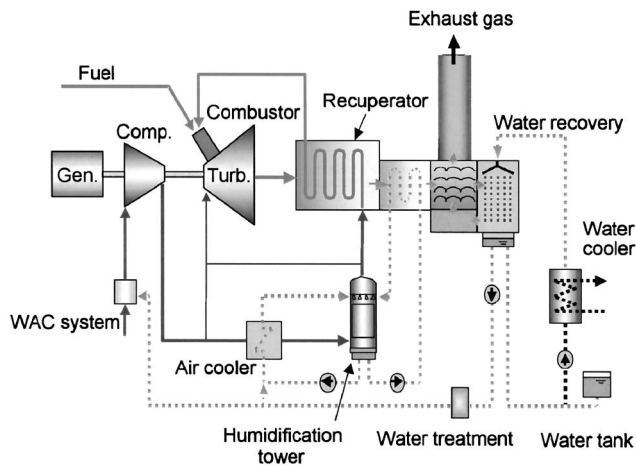 Exhaust gas
Fuel
Combustor
Recuperator
Comp.
Water recovery
Gen.
Turb.
Water
cooler
WAC system
Air cooler
Humidification
tower
Water treatment
Water tank